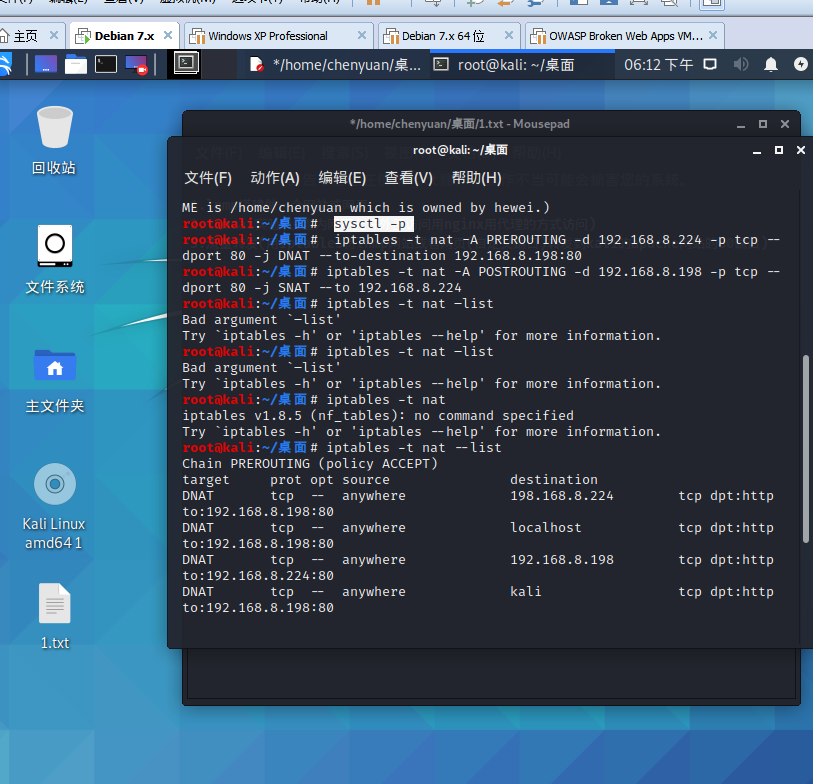 主页
Debian 7.x
Windows XP Professional
Debian 7.x 64 位
OWASP Broken Web Apps VM...
*/home/chenyuan/桌...
root@kali: ~/桌面
06:12 下午
回收站
文件系统
主文件夹
Kali Linux
amd64 1
1.txt
*/home/chenyuan/桌面/1.txt - Mousepad
root@kali: ~/桌面
文件(F) 动作(A) 编辑(E) 查看(V) 帮助(H)
ME is /home/chenyuan which is owned by hewei.)
root@kali:~/桌面# sysctl -p
root@kali:~/桌面# iptables -t nat -A PREROUTING -d 192.168.8.224 -p tcp --
dport 80 -j DNAT --to-destination 192.168.8.198:80
root@kali:~/桌面# iptables -t nat -A POSTROUTING -d 192.168.8.198 -p tcp --
dport 80 -j SNAT --to 192.168.8.224
root@kali:~/桌面# iptables -t nat –list
Bad argument `–list'
Try `iptables -h' or 'iptables --help' for more information.
root@kali:~/桌面# iptables -t nat –list
Bad argument `–list'
Try `iptables -h' or 'iptables --help' for more information.
root@kali:~/桌面# iptables -t nat
iptables v1.8.5 (nf_tables): no command specified
Try `iptables -h' or 'iptables --help' for more information.
root@kali:~/桌面# iptables -t nat --list
Chain PREROUTING (policy ACCEPT)
target prot opt source destination
DNAT tcp -- anywhere 198.168.8.224 tcp dpt:http
to:192.168.8.198:80
DNAT tcp -- anywhere localhost tcp dpt:http
to:192.168.8.198:80
DNAT tcp -- anywhere 192.168.8.198 tcp dpt:http
to:192.168.8.224:80
DNAT tcp -- anywhere kali tcp dpt:http
to:192.168.8.198:80